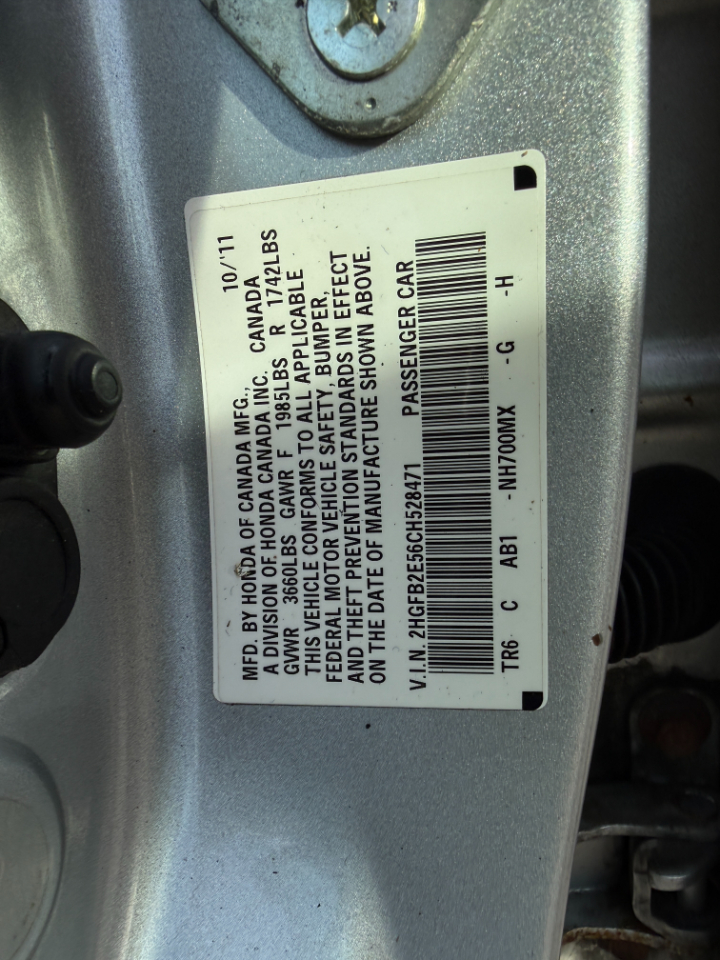 MFD. BY HONDA OF CANADA MFG., 10/'11
A DIVISION OF HONDA CANADA INC. CANADA
GVWR 3660LBS GAWR F 1985LBS R 1742LBS
THIS VEHICLE CONFORMS TO ALL APPLICABLE
FEDERAL MOTOR VEHICLE SAFETY, BUMPER,
AND THEFT PREVENTION STANDARDS IN EFFECT
ON THE DATE OF MANUFACTURE SHOWN ABOVE.
V.I.N. 2HGFB2E56CH528471 PASSENGER CAR
TR6 C AB1 -NH700MX -G -H